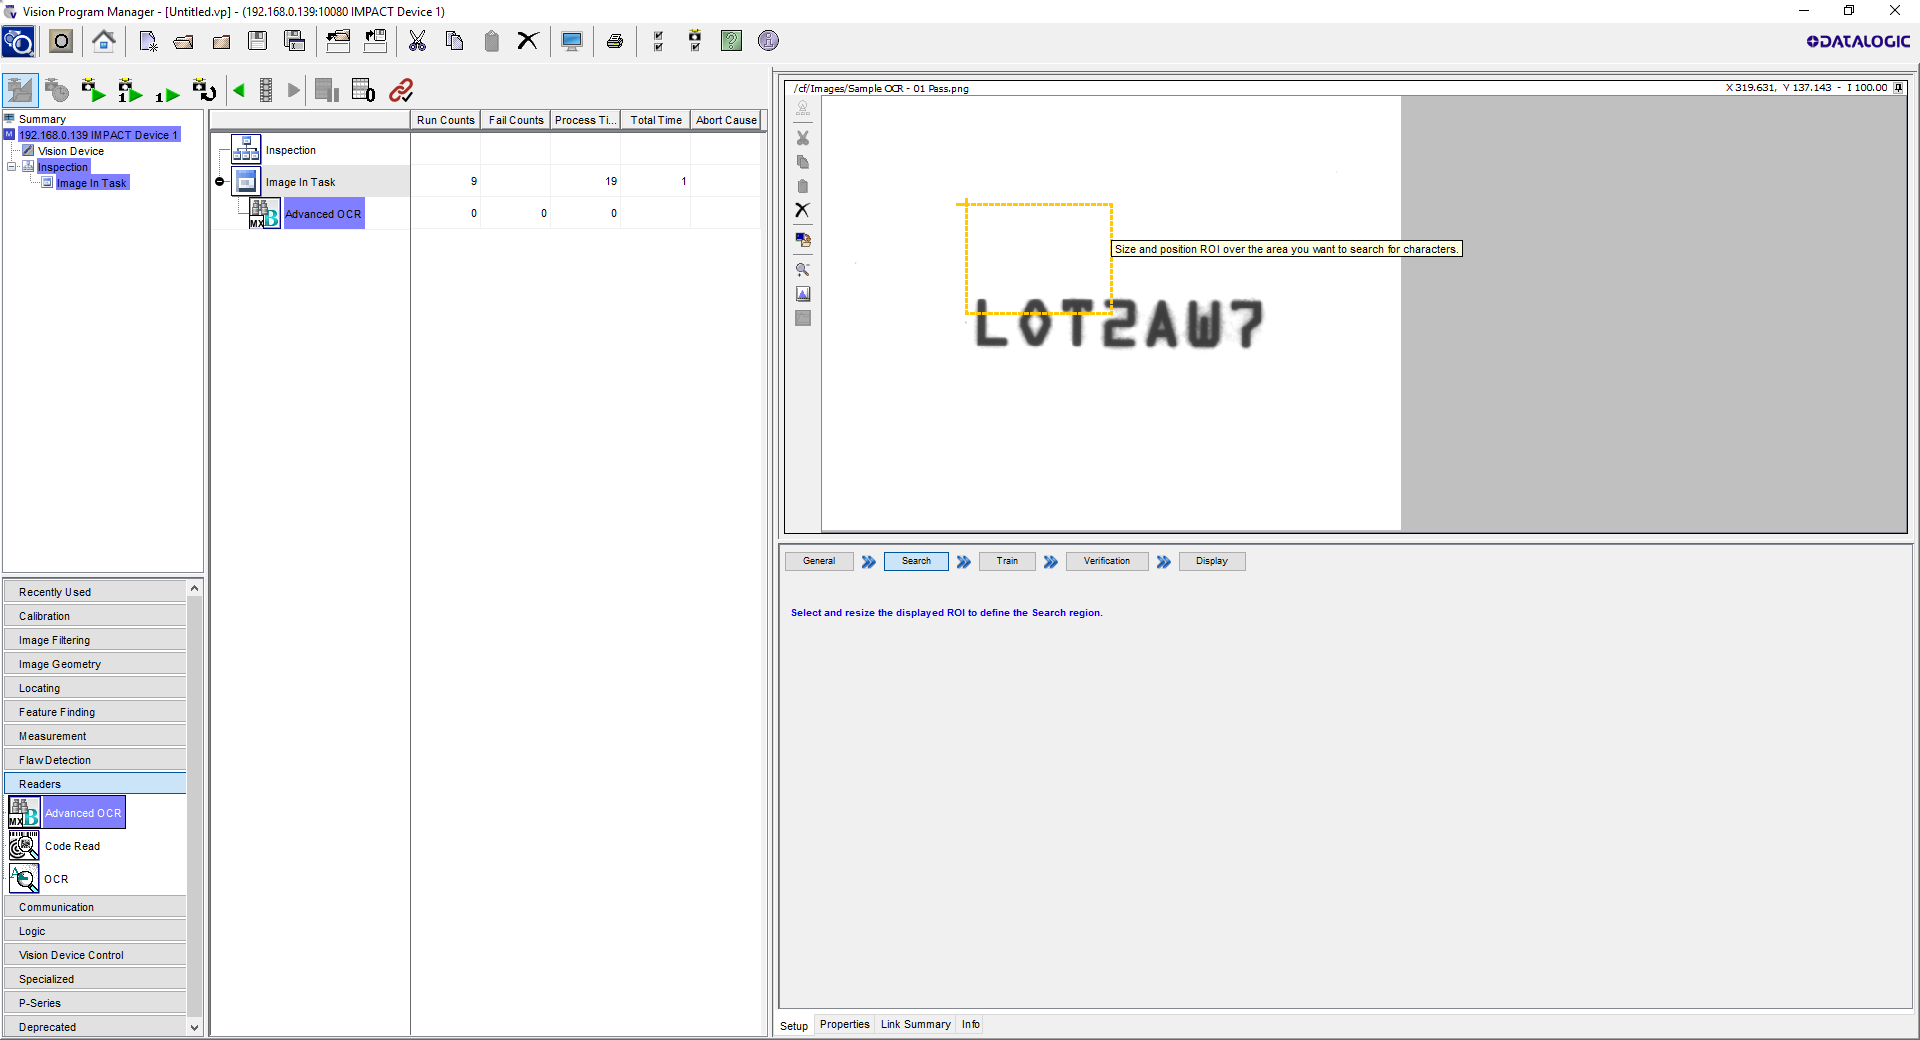 Vision Program Manager - [Untitled.vp] - (192.168.0.139:10080 IMPACT Device 1)
DATALOGIC
Summary
192.168.0.139 IMPACT Device 1
Vision Device
Inspection
Image In Task
Run Counts Fail Counts Process Ti... Total Time Abort Cause
Inspection
Image In Task 9 19 1
Advanced OCR 0 0 0
/cf/Images/Sample OCR - 01 Pass.png
X 319.631, Y 137.143 - I 100.00
Size and position ROI over the area you want to search for characters.
LOT2AW7
General
Search
Train
Verification
Display
Select and resize the displayed ROI to define the Search region.
Recently Used
Calibration
Image Filtering
Image Geometry
Locating
Feature Finding
Measurement
Flaw Detection
Readers
Advanced OCR
Code Read
OCR
Communication
Logic
Vision Device Control
Specialized
P-Series
Deprecated
Setup Properties Link Summary Info